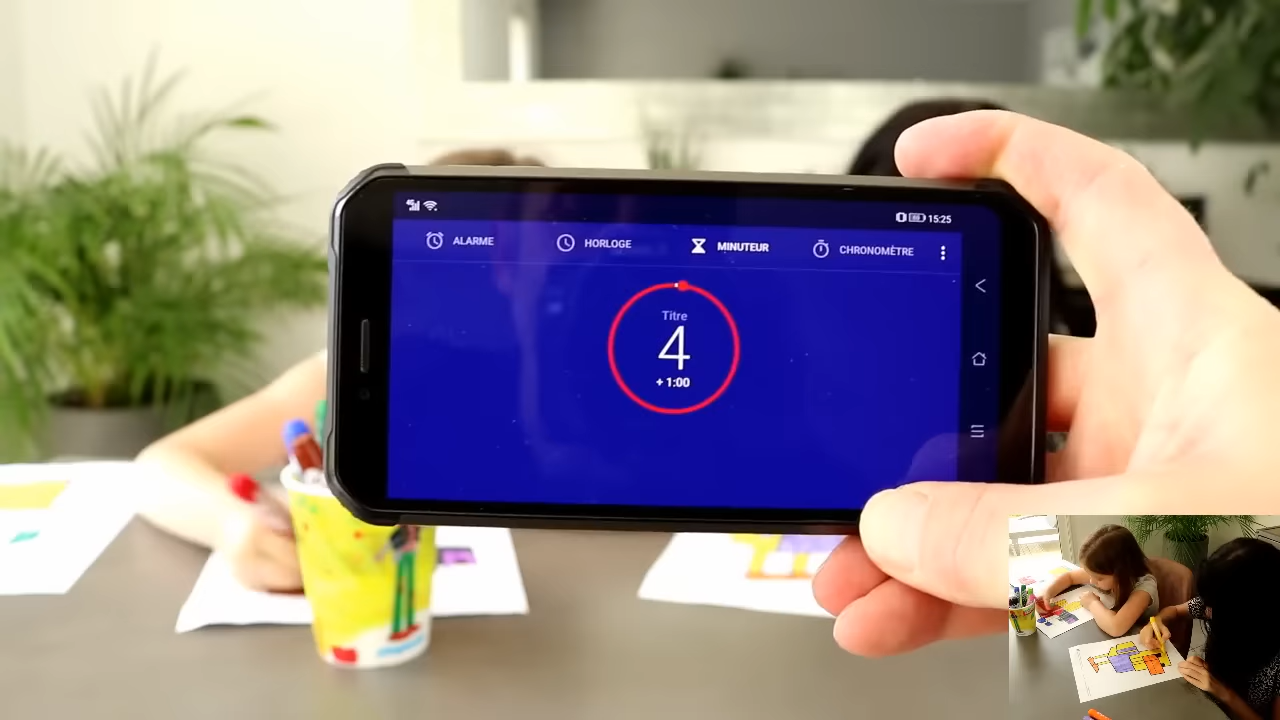 15:25
ALARME
HORLOGE
MINUTEUR
CHRONOMÈTRE
Titre
4
+ 1:00